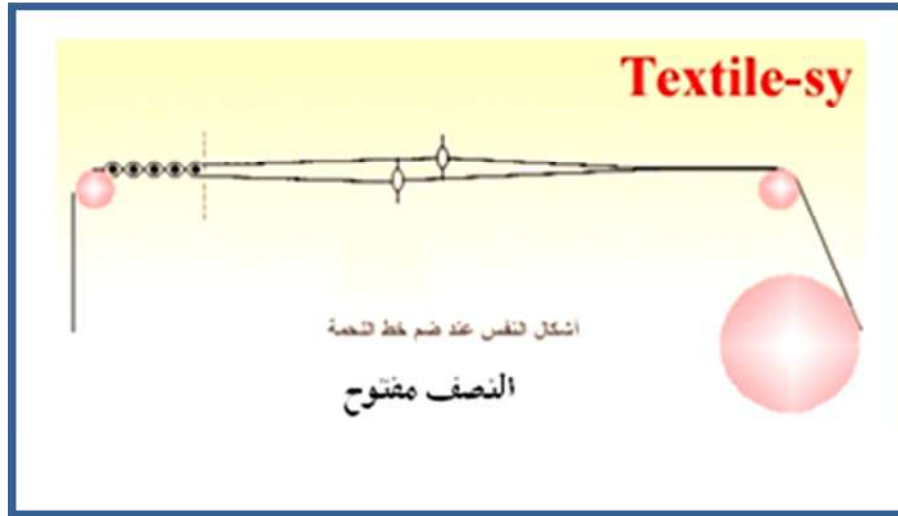 Textile-sy
أشكال النفس عند ضم خط اللحمة
النصف مفتوح